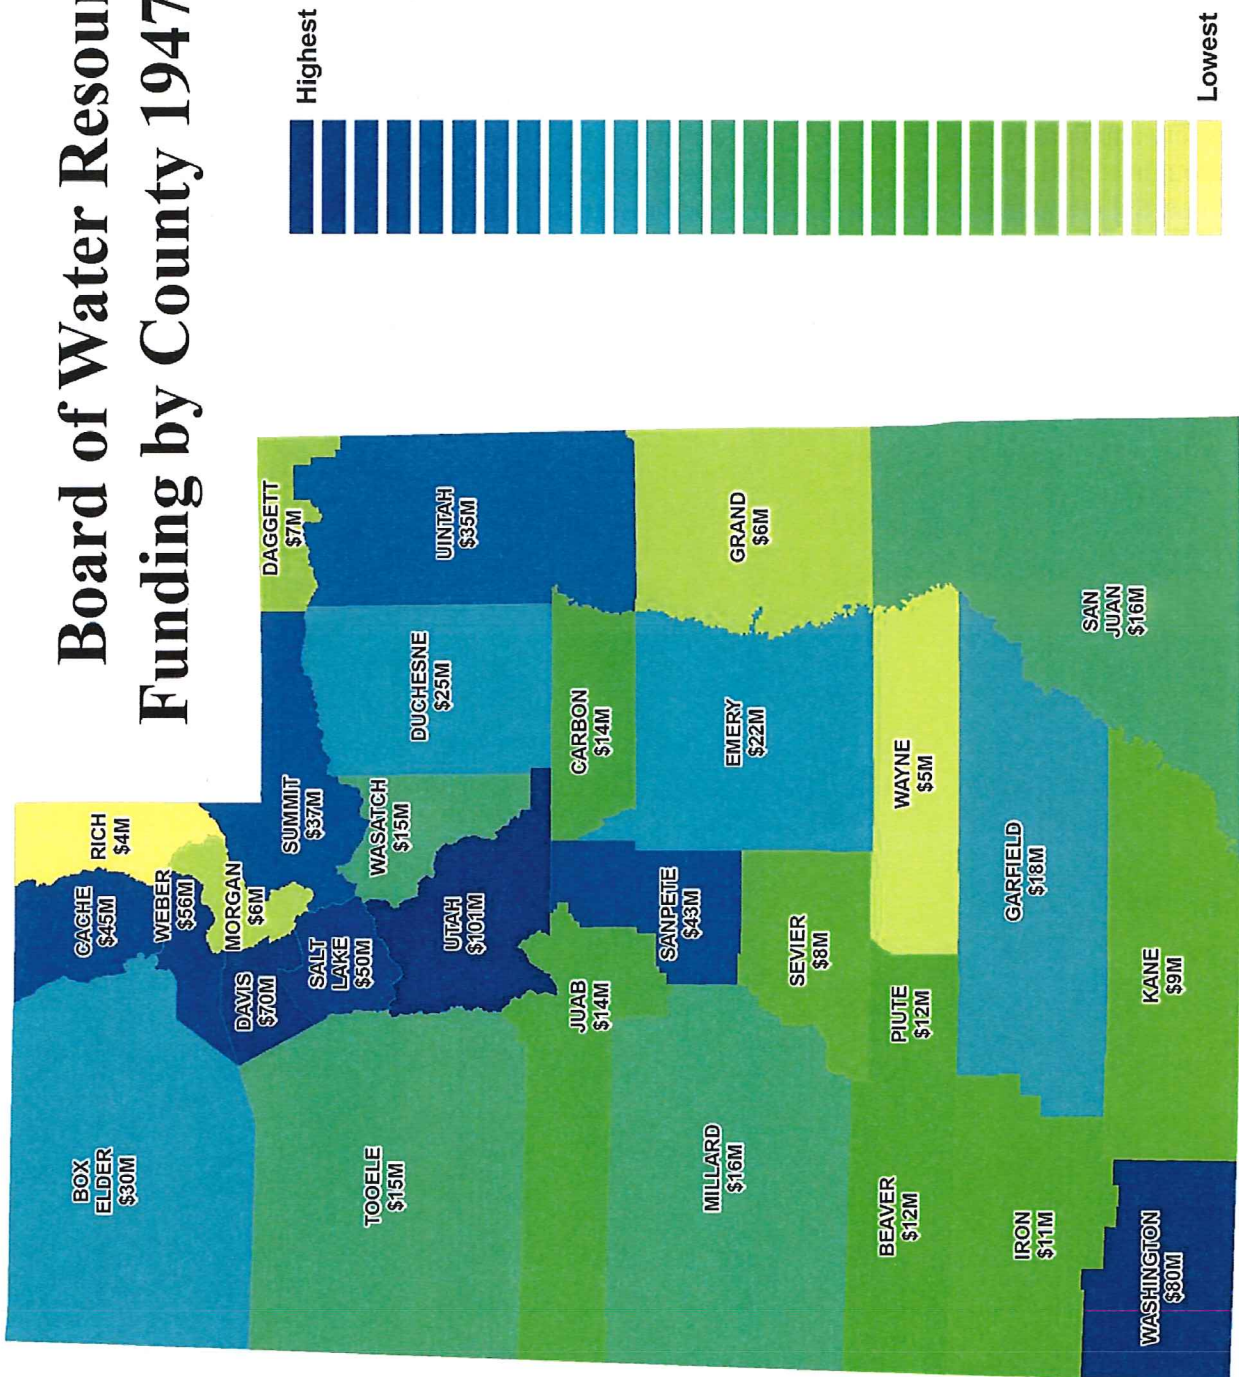 Board of Water Resour
Funding by County 1947
Highest
Lowest
RICH
$4M
CACHE
$45M
WEBER
$56M
MORGAN
$6M
BOX
ELDER
$30M
DAVIS
$70M
SUMMIT
$37M
DAGGETT
$7M
SALT
LAKE
$50M
TOOELE
$15M
WASATCH
$15M
DUCHESNE
$25M
UINTAH
$35M
UTAH
$101M
JUAB
$14M
CARBON
$14M
SANPETE
$43M
MILLARD
$16M
EMERY
$22M
GRAND
$6M
SEVIER
$8M
BEAVER
$12M
PIUTE
$12M
WAYNE
$5M
IRON
$11M
GARFIELD
$18M
SAN
JUAN
$16M
WASHINGTON
$80M
KANE
$9M